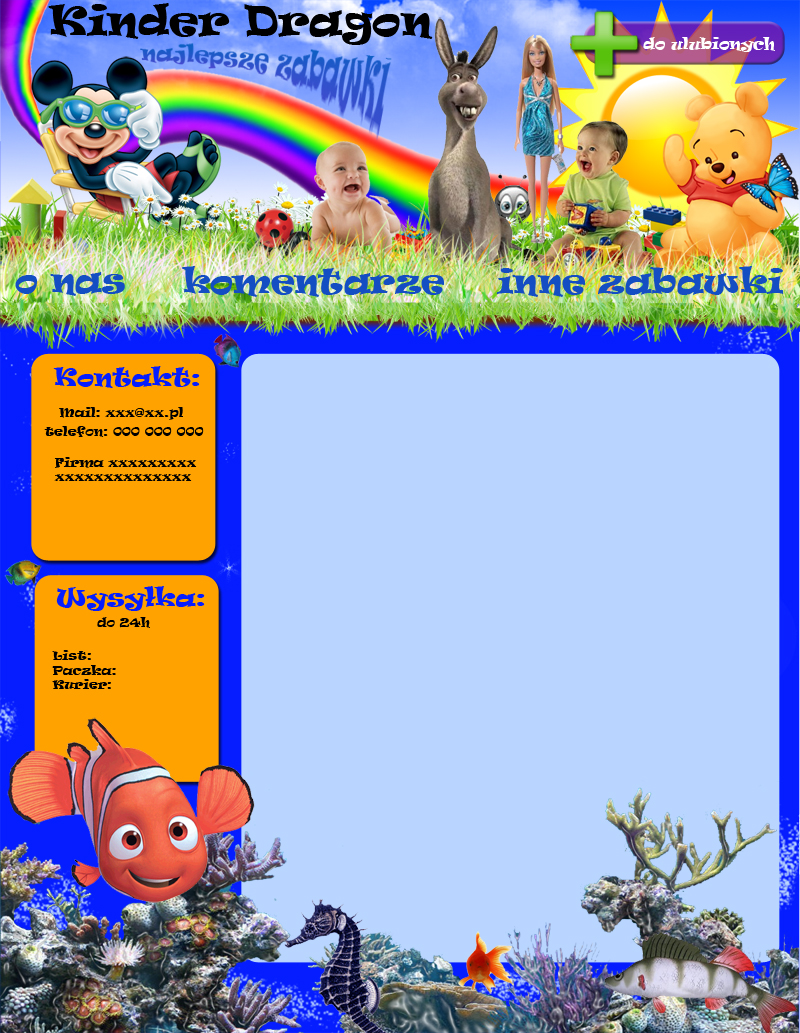 Kinder Dragon
najlepsze zabawki
do ulubionych
o nas komentarze inne zabawki
Kontakt:
Mail: xxx@xx.pl
telefon: 000 000 000
Firma xxxxxxxxx
xxxxxxxxxxxxxx
Wysyłka:
do 24h
List:
Paczka:
Kurier: